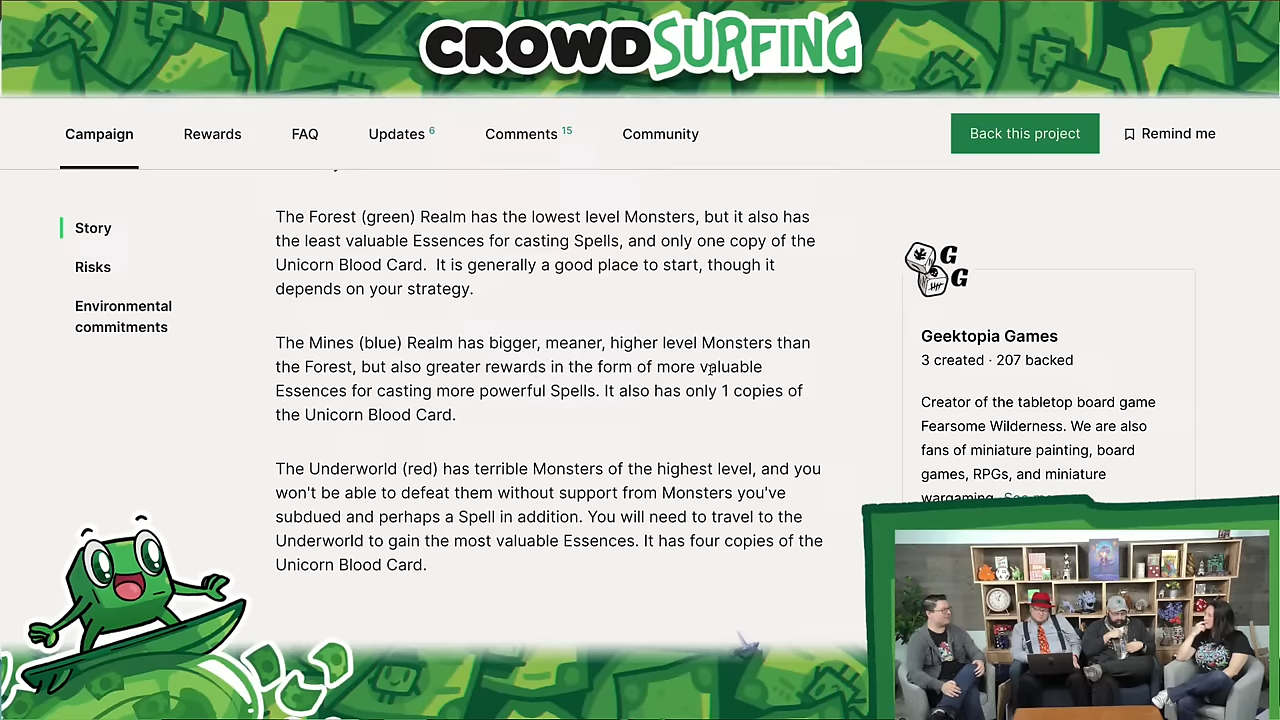 CROWDSURFING
Campaign
Rewards
FAQ
Updates 6
Comments 15
Community
Back this project
Remind me
Story
Risks
Environmental
commitments
The Forest (green) Realm has the lowest level Monsters, but it also has
the least valuable Essences for casting Spells, and only one copy of the
Unicorn Blood Card.  It is generally a good place to start, though it
depends on your strategy.
The Mines (blue) Realm has bigger, meaner, higher level Monsters than
the Forest, but also greater rewards in the form of more valuable
Essences for casting more powerful Spells. It also has only 1 copies of
the Unicorn Blood Card.
The Underworld (red) has terrible Monsters of the highest level, and you
won't be able to defeat them without support from Monsters you've
subdued and perhaps a Spell in addition. You will need to travel to the
Underworld to gain the most valuable Essences. It has four copies of the
Unicorn Blood Card.
G
G
Geektopia Games
3 created · 207 backed
Creator of the tabletop board game
Fearsome Wilderness. We are also
fans of miniature painting, board
games, RPGs, and miniature
wargaming. See